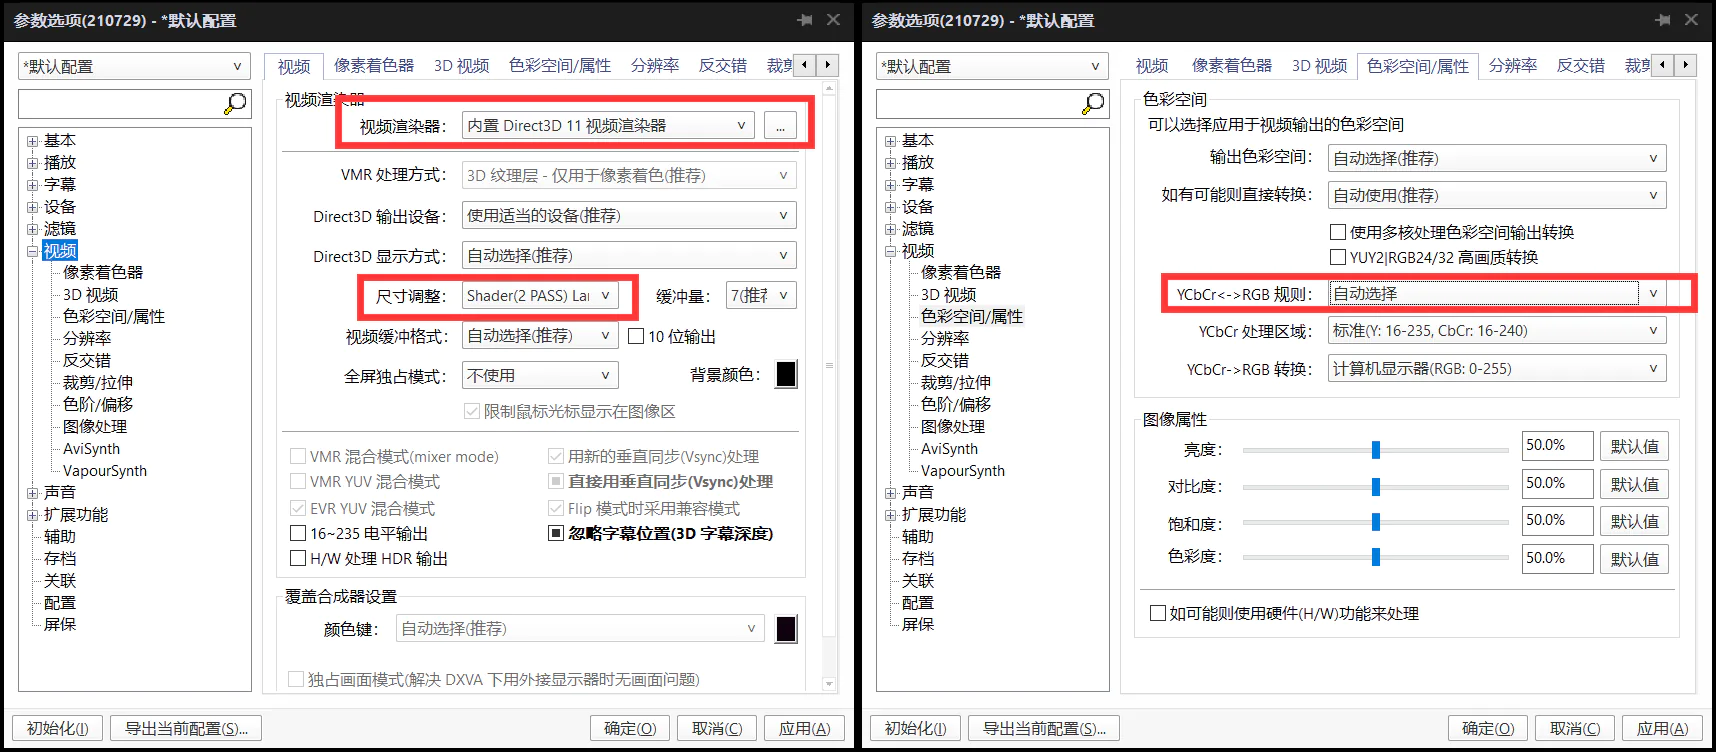 参数选项(210729) - *默认配置
*默认配置
基本
播放
字幕
设备
滤镜
视频
像素着色器
3D 视频
色彩空间/属性
分辨率
反交错
裁剪/拉伸
色阶/偏移
图像处理
AviSynth
VapourSynth
声音
扩展功能
辅助
存档
关联
配置
屏保
视频 像素着色器 3D 视频 色彩空间/属性 分辨率 反交错 裁剪
视频渲染器
视频渲染器: 内置 Direct3D 11 视频渲染器 ...
VMR 处理方式: 3D 纹理层 - 仅用于像素着色(推荐)
Direct3D 输出设备: 使用适当的设备(推荐)
Direct3D 显示方式: 自动选择(推荐)
尺寸调整: Shader(2 PASS) Lan 缓冲量: 7(推荐
视频缓冲格式: 自动选择(推荐) 10 位输出
全屏独占模式: 不使用 背景颜色:
限制鼠标光标显示在图像区
VMR 混合模式(mixer mode) 用新的垂直同步(Vsync)处理
VMR YUV 混合模式 直接用垂直同步(Vsync)处理
EVR YUV 混合模式 Flip 模式时采用兼容模式
16~235 电平输出 忽略字幕位置(3D 字幕深度)
H/W 处理 HDR 输出
覆盖合成器设置
颜色键: 自动选择(推荐)
独占画面模式(解决 DXVA 下用外接显示器时无画面问题)
初始化(I) 导出当前配置(S)... 确定(O) 取消(C) 应用(A)
参数选项(210729) - *默认配置
*默认配置
基本
播放
字幕
设备
滤镜
视频
像素着色器
3D 视频
色彩空间/属性
分辨率
反交错
裁剪/拉伸
色阶/偏移
图像处理
AviSynth
VapourSynth
声音
扩展功能
辅助
存档
关联
配置
屏保
视频 像素着色器 3D 视频 色彩空间/属性 分辨率 反交错 裁剪
色彩空间
可以选择应用于视频输出的色彩空间
输出色彩空间: 自动选择(推荐)
如有可能则直接转换: 自动使用(推荐)
使用多核处理色彩空间输出转换
YUY2|RGB24/32 高画质转换
YCbCr<->RGB 规则: 自动选择
YCbCr 处理区域: 标准(Y: 16-235, CbCr: 16-240)
YCbCr->RGB 转换: 计算机显示器(RGB: 0-255)
图像属性
亮度: 50.0% 默认值
对比度: 50.0% 默认值
饱和度: 50.0% 默认值
色彩度: 50.0% 默认值
如可能则使用硬件(H/W)功能来处理
初始化(I) 导出当前配置(S)... 确定(O) 取消(C) 应用(A)